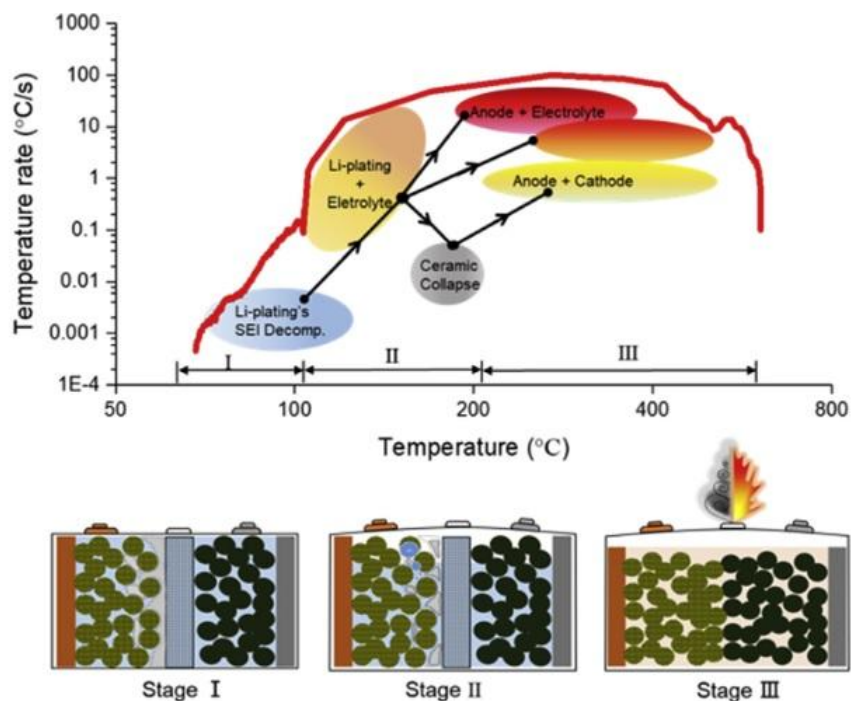 1000
100
10
1
0.1
0.01
0.001
1E-4
Temperature rate (°C/s)
Anode + Electrolyte
Li-plating
+
Eletrolyte
Anode + Cathode
Ceramic
Collapse
Li-plating's
SEI Decomp.
I
II
III
50
100
200
400
800
Temperature (°C)
Stage I
Stage II
Stage III